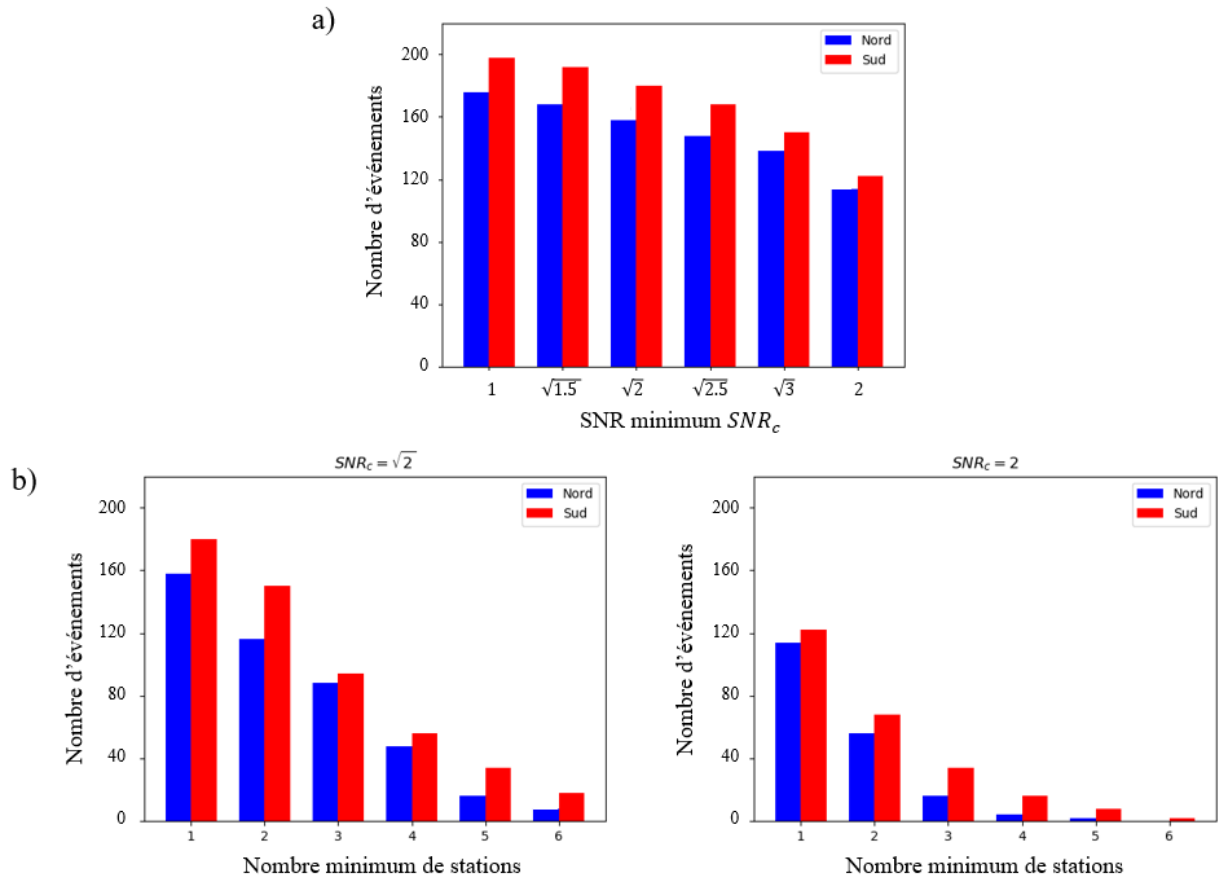 a)
Nord
Sud
200
160
120
80
40
0
Nombre d'événements
1 √1.5 √2 √2.5 √3 2
SNR minimum SNR_c
b)
SNR_c = √2
Nord
Sud
200
160
120
80
40
0
Nombre d'événements
1 2 3 4 5 6
Nombre minimum de stations
SNR_c = 2
Nord
Sud
200
160
120
80
40
0
Nombre d'événements
1 2 3 4 5 6
Nombre minimum de stations